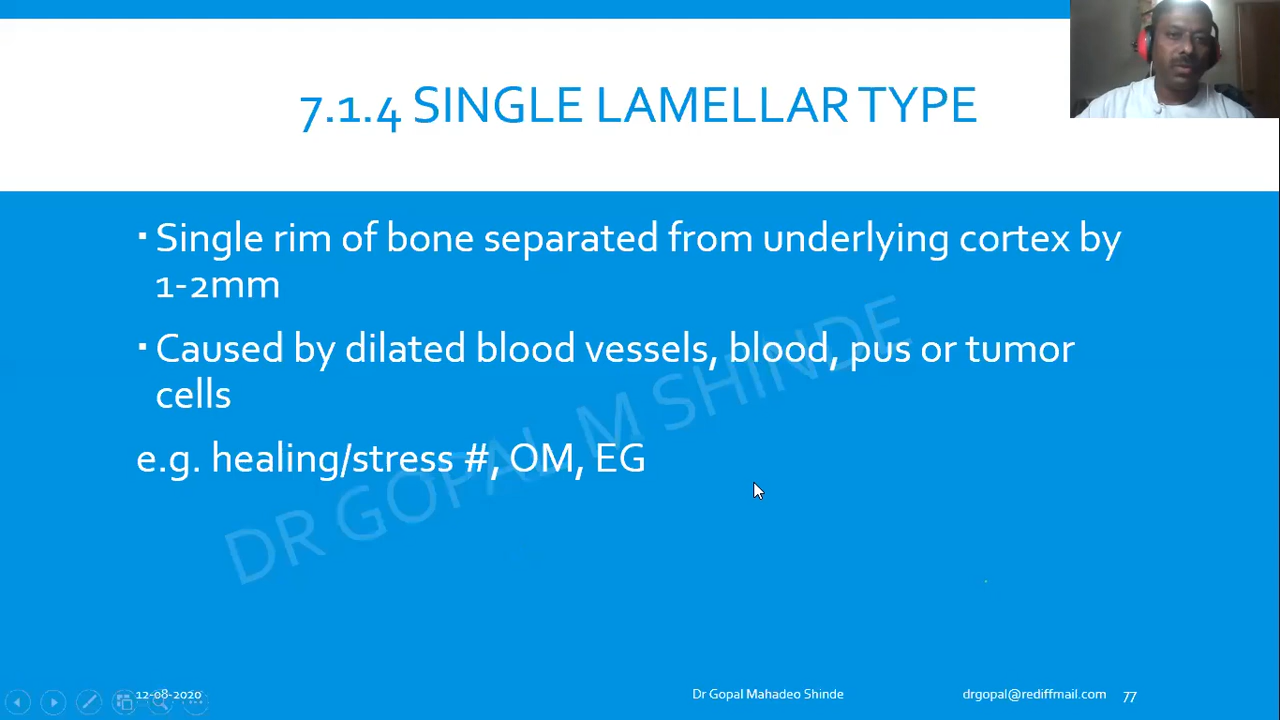 7.1.4 SINGLE LAMELLAR TYPE
▪ Single rim of bone separated from underlying cortex by
1-2mm
▪ Caused by dilated blood vessels, blood, pus or tumor
cells
e.g. healing/stress #, OM, EG
DR GOPAL M SHINDE
12-08-2020
Dr Gopal Mahadeo Shinde
drgopal@rediffmail.com
77